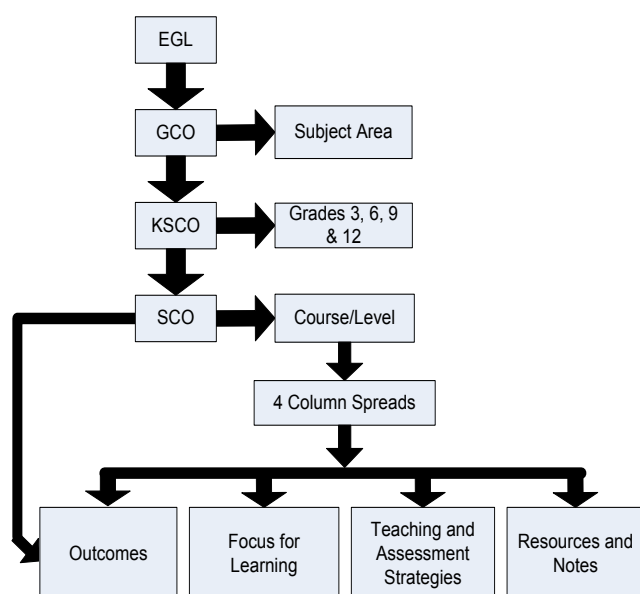 EGL
GCO
Subject Area
KSCO
Grades 3, 6, 9
& 12
SCO
Course/Level
4 Column Spreads
Outcomes
Focus for
Learning
Teaching and
Assessment
Strategies
Resources and
Notes